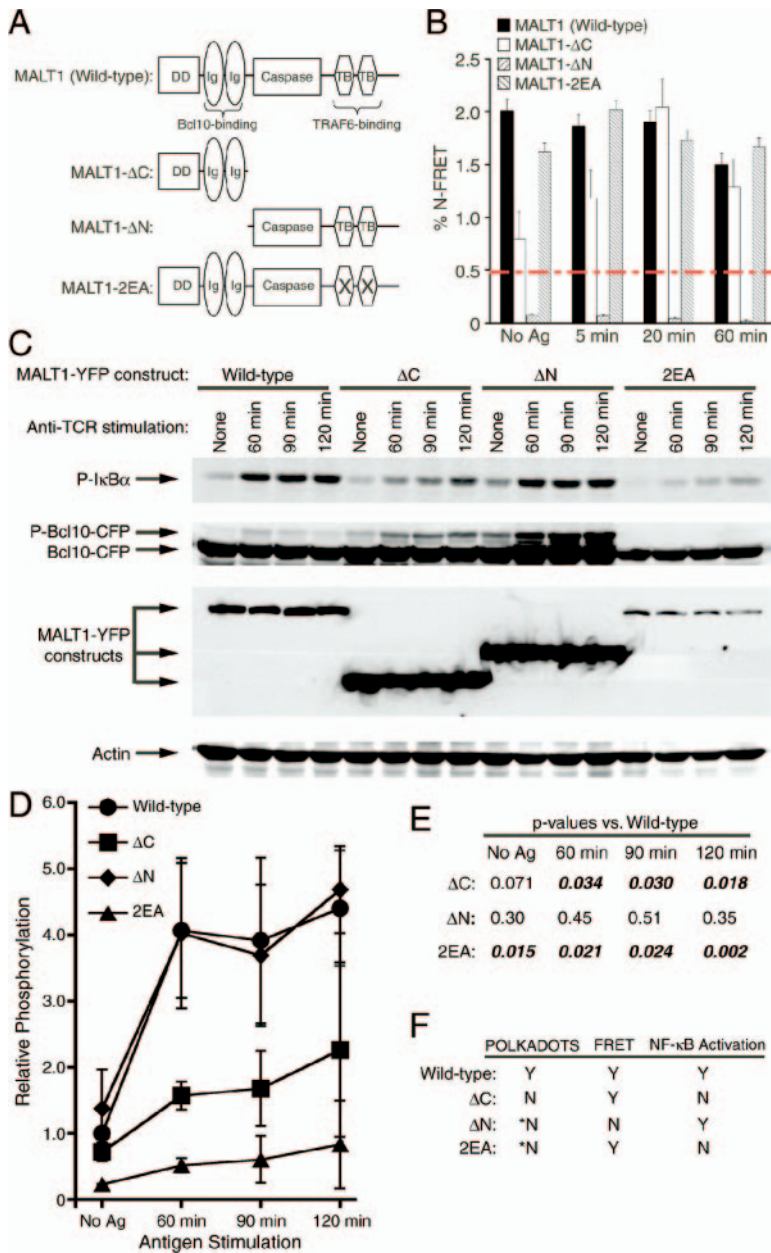 A
MALT1 (Wild-type): DD Ig Ig Caspase TB TB
Bcl10-binding TRAF6-binding
MALT1-ΔC: DD Ig Ig
MALT1-ΔN: Caspase TB TB
MALT1-2EA: DD Ig Ig Caspase X X
B
MALT1 (Wild-type)
MALT1-ΔC
MALT1-ΔN
MALT1-2EA
% N-FRET
2.5
2.0
1.5
1.0
0.5
0
No Ag 5 min 20 min 60 min
C
MALT1-YFP construct: Wild-type ΔC ΔN 2EA
Anti-TCR stimulation: None 60 min 90 min 120 min None 60 min 90 min 120 min None 60 min 90 min 120 min None 60 min 90 min 120 min
P-IκBα
P-Bcl10-CFP
Bcl10-CFP
MALT1-YFP
constructs
Actin
D
Wild-type
ΔC
ΔN
2EA
Relative Phosphorylation
6.0
5.0
4.0
3.0
2.0
1.0
0
No Ag 60 min 90 min 120 min
Antigen Stimulation
E
p-values vs. Wild-type
No Ag 60 min 90 min 120 min
ΔC: 0.071 0.034 0.030 0.018
ΔN: 0.30 0.45 0.51 0.35
2EA: 0.015 0.021 0.024 0.002
F
POLKADOTS FRET NF-κB Activation
Wild-type: Y Y Y
ΔC: N Y N
ΔN: *N N Y
2EA: *N Y N